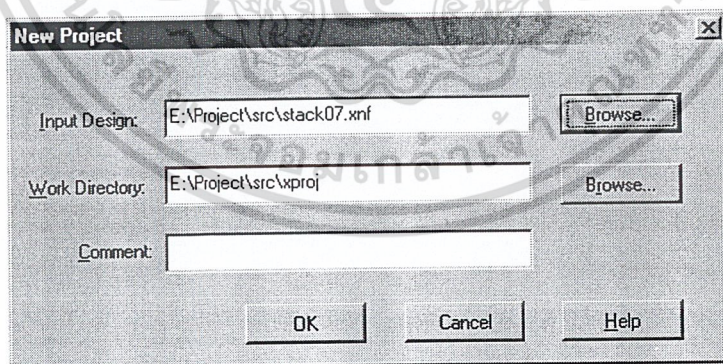 New Project
Input Design: E:\Project\src\stack07.xnf Browse...
Work Directory: E:\Project\src\xproj Browse...
Comment:
OK Cancel Help